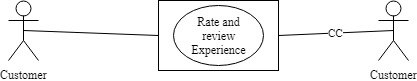 Rate and
review
Experience
CC
Customer
Customer